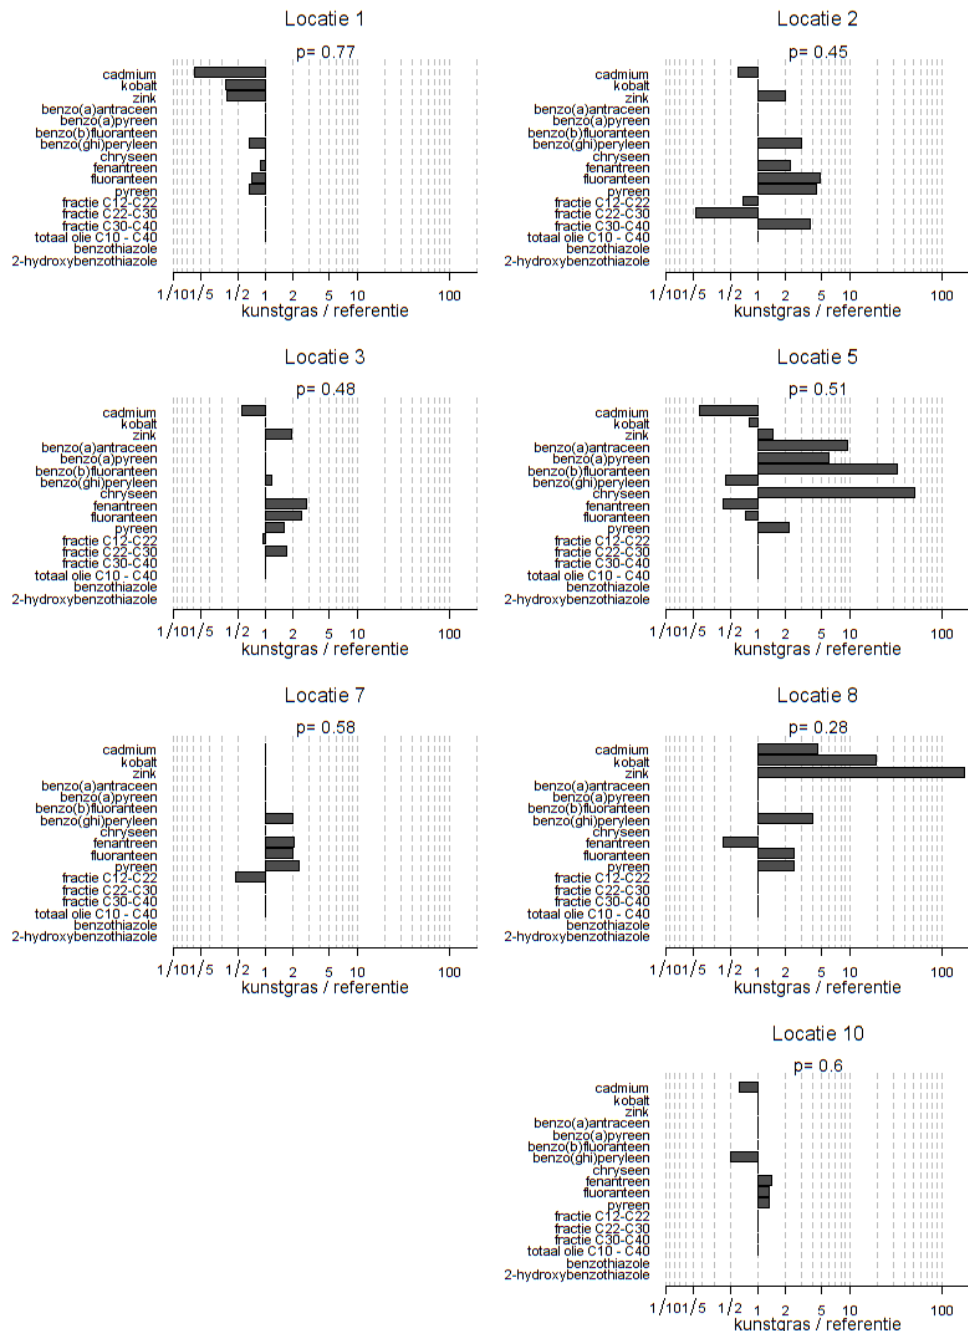 Locatie 1
p= 0.77
cadmium
kobalt
zink
benzo(a)antraceen
benzo(a)pyreen
benzo(b)fluoranteen
benzo(ghi)peryleen
chryseen
fenantreen
fluoranteen
pyreen
fractie C12-C22
fractie C22-C30
fractie C30-C40
totaal olie C10 - C40
benzothiazole
2-hydroxybenzothiazole
1/10 1/5 1/2 1 2 5 10 100
kunstgras / referentie
Locatie 2
p= 0.45
cadmium
kobalt
zink
benzo(a)antraceen
benzo(a)pyreen
benzo(b)fluoranteen
benzo(ghi)peryleen
chryseen
fenantreen
fluoranteen
pyreen
fractie C12-C22
fractie C22-C30
fractie C30-C40
totaal olie C10 - C40
benzothiazole
2-hydroxybenzothiazole
1/10 1/5 1/2 1 2 5 10 100
kunstgras / referentie
Locatie 3
p= 0.48
cadmium
kobalt
zink
benzo(a)antraceen
benzo(a)pyreen
benzo(b)fluoranteen
benzo(ghi)peryleen
chryseen
fenantreen
fluoranteen
pyreen
fractie C12-C22
fractie C22-C30
fractie C30-C40
totaal olie C10 - C40
benzothiazole
2-hydroxybenzothiazole
1/10 1/5 1/2 1 2 5 10 100
kunstgras / referentie
Locatie 5
p= 0.51
cadmium
kobalt
zink
benzo(a)antraceen
benzo(a)pyreen
benzo(b)fluoranteen
benzo(ghi)peryleen
chryseen
fenantreen
fluoranteen
pyreen
fractie C12-C22
fractie C22-C30
fractie C30-C40
totaal olie C10 - C40
benzothiazole
2-hydroxybenzothiazole
1/10 1/5 1/2 1 2 5 10 100
kunstgras / referentie
Locatie 7
p= 0.58
cadmium
kobalt
zink
benzo(a)antraceen
benzo(a)pyreen
benzo(b)fluoranteen
benzo(ghi)peryleen
chryseen
fenantreen
fluoranteen
pyreen
fractie C12-C22
fractie C22-C30
fractie C30-C40
totaal olie C10 - C40
benzothiazole
2-hydroxybenzothiazole
1/10 1/5 1/2 1 2 5 10 100
kunstgras / referentie
Locatie 8
p= 0.28
cadmium
kobalt
zink
benzo(a)antraceen
benzo(a)pyreen
benzo(b)fluoranteen
benzo(ghi)peryleen
chryseen
fenantreen
fluoranteen
pyreen
fractie C12-C22
fractie C22-C30
fractie C30-C40
totaal olie C10 - C40
benzothiazole
2-hydroxybenzothiazole
1/10 1/5 1/2 1 2 5 10 100
kunstgras / referentie
Locatie 10
p= 0.6
cadmium
kobalt
zink
benzo(a)antraceen
benzo(a)pyreen
benzo(b)fluoranteen
benzo(ghi)peryleen
chryseen
fenantreen
fluoranteen
pyreen
fractie C12-C22
fractie C22-C30
fractie C30-C40
totaal olie C10 - C40
benzothiazole
2-hydroxybenzothiazole
1/10 1/5 1/2 1 2 5 10 100
kunstgras / referentie